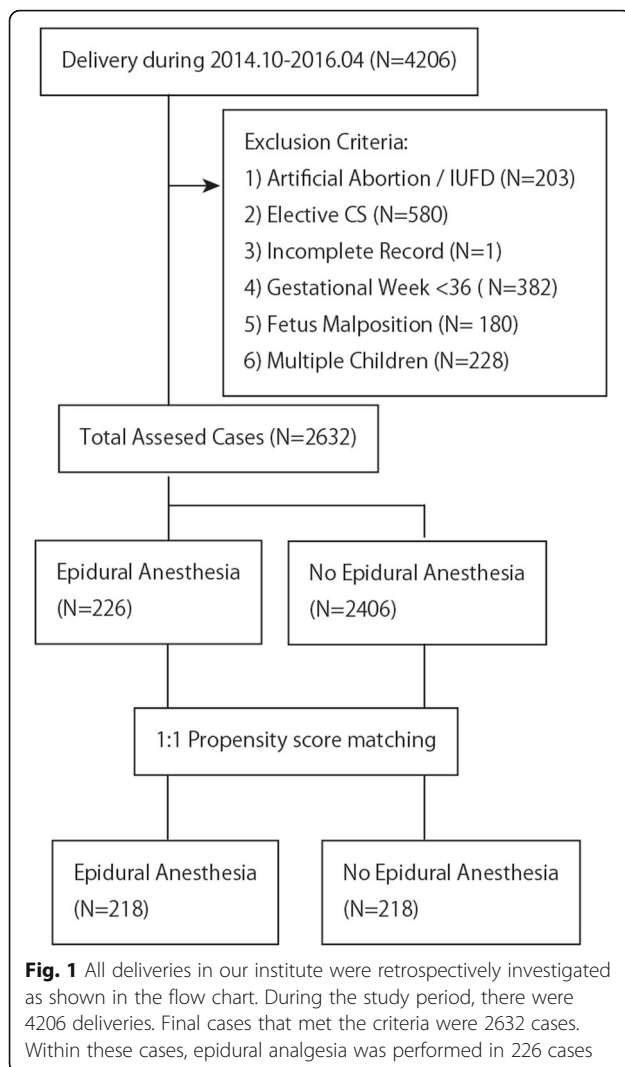 Delivery during 2014.10-2016.04 (N=4206)
Exclusion Criteria:
1) Artificial Abortion / IUFD (N=203)
2) Elective CS (N=580)
3) Incomplete Record (N=1)
4) Gestational Week <36 ( N=382)
5) Fetus Malposition (N= 180)
6) Multiple Children (N=228)
Total Assesed Cases (N=2632)
Epidural Anesthesia
(N=226)
No Epidural Anesthesia
(N=2406)
1:1 Propensity score matching
Epidural Anesthesia
(N=218)
No Epidural Anesthesia
(N=218)
Fig. 1 All deliveries in our institute were retrospectively investigated
as shown in the flow chart. During the study period, there were
4206 deliveries. Final cases that met the criteria were 2632 cases.
Within these cases, epidural analgesia was performed in 226 cases